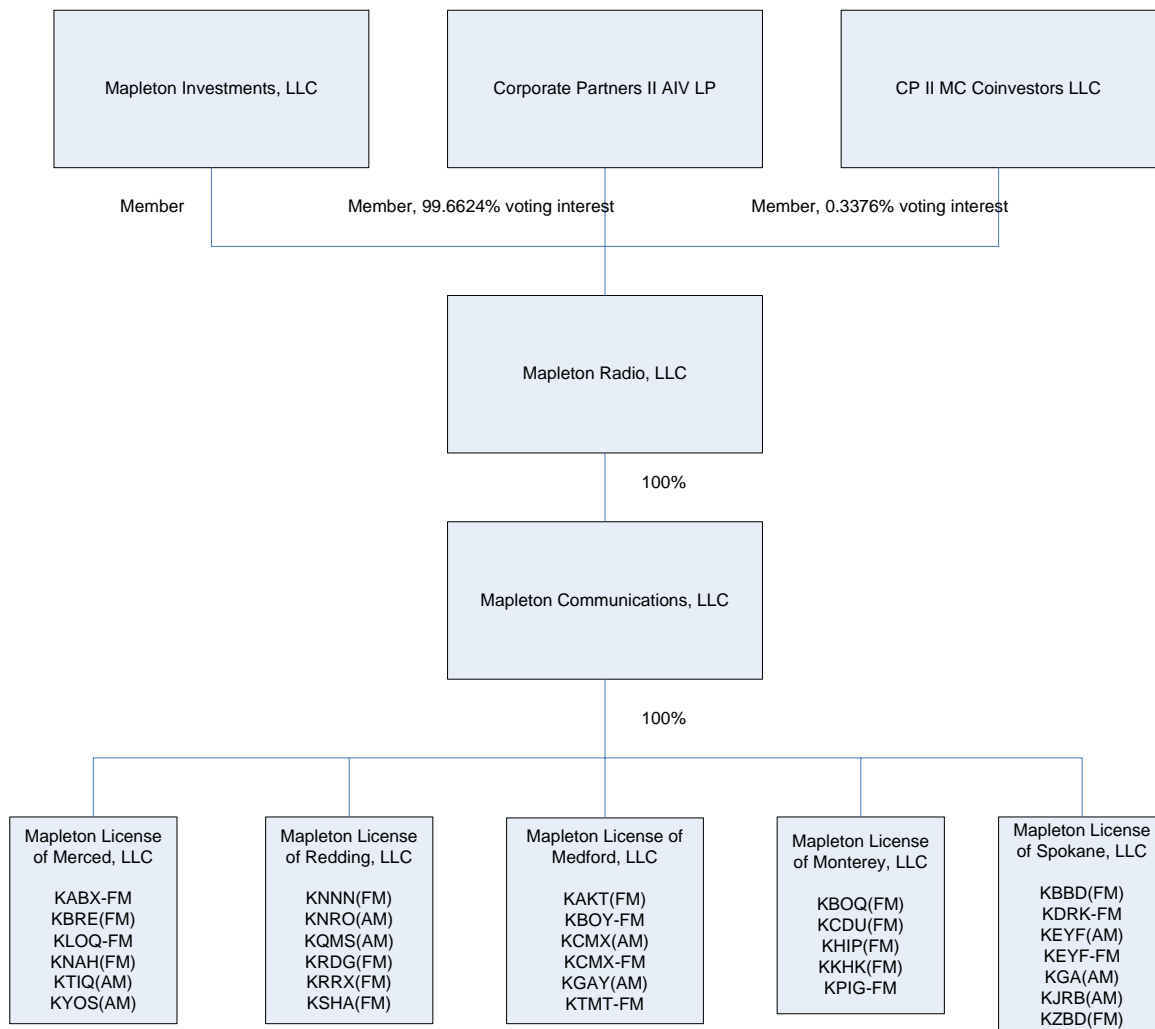 Mapleton Investments, LLC
Corporate Partners II AIV LP
CP II MC Coinvestors LLC
Member
Member, 99.6624% voting interest
Member, 0.3376% voting interest
Mapleton Radio, LLC
100%
Mapleton Communications, LLC
100%
Mapleton License
of Merced, LLC
KABX-FM
KBRE(FM)
KLOQ-FM
KNAH(FM)
KTIQ(AM)
KYOS(AM)
Mapleton License
of Redding, LLC
KNNN(FM)
KNRO(AM)
KQMS(AM)
KRDG(FM)
KRRX(FM)
KSHA(FM)
Mapleton License of
Medford, LLC
KAKT(FM)
KBOY-FM
KCMX(AM)
KCMX-FM
KGAY(AM)
KTMT-FM
Mapleton License
of Monterey, LLC
KBOQ(FM)
KCDU(FM)
KHIP(FM)
KKHK(FM)
KPIG-FM
Mapleton License
of Spokane, LLC
KBBD(FM)
KDRK-FM
KEYF(AM)
KEYF-FM
KGA(AM)
KJRB(AM)
KZBD(FM)